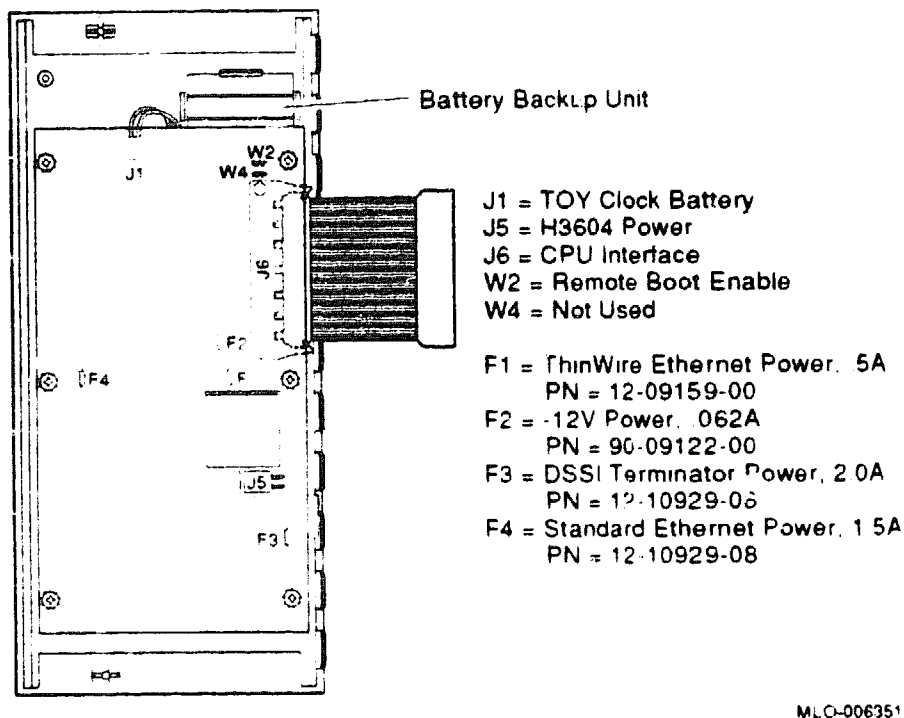 Battery Backup Unit
W2
J1
W4
J6
F2
F
F4
J5
F3
J1 = TOY Clock Battery
J5 = H3604 Power
J6 = CPU Interface
W2 = Remote Boot Enable
W4 = Not Used
F1 = ThinWire Ethernet Power, .5A
PN = 12-09159-00
F2 = -12V Power, .062A
PN = 90-09122-00
F3 = DSSI Terminator Power, 2.0A
PN =
F4 = Standard Ethernet Power, 1.5A
PN = 12-10929-08
MLO-006351